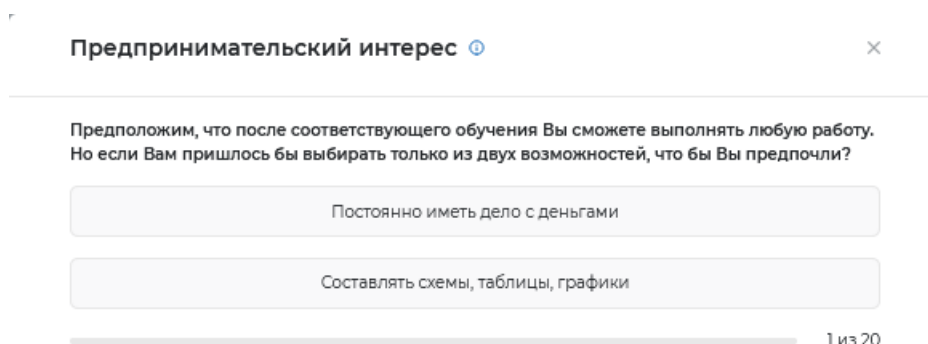 Предпринимательский интерес
Предположим, что после соответствующего обучения Вы сможете выполнять любую работу.
Но если Вам пришлось бы выбирать только из двух возможностей, что бы Вы предпочли?
Постоянно иметь дело с деньгами
Составлять схемы, таблицы, графики
1 из 20